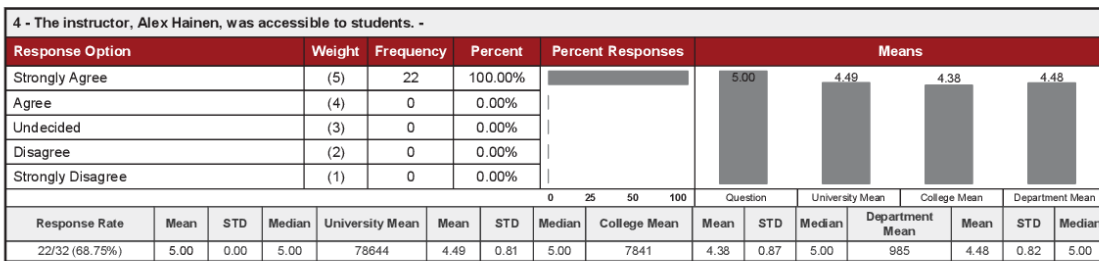 4 - The instructor, Alex Hainen, was accessible to students. -
Response Option Weight Frequency Percent Percent Responses Means
Strongly Agree (5) 22 100.00%
Agree (4) 0 0.00%
Undecided (3) 0 0.00%
Disagree (2) 0 0.00%
Strongly Disagree (1) 0 0.00%
5.00 4.49 4.38 4.48
0 25 50 100 Question University Mean College Mean Department Mean
Response Rate Mean STD Median University Mean Mean STD Median College Mean Mean STD Median Department Mean Mean STD Median
22/32 (68.75%) 5.00 0.00 5.00 78644 4.49 0.81 5.00 7841 4.38 0.87 5.00 985 4.48 0.82 5.00